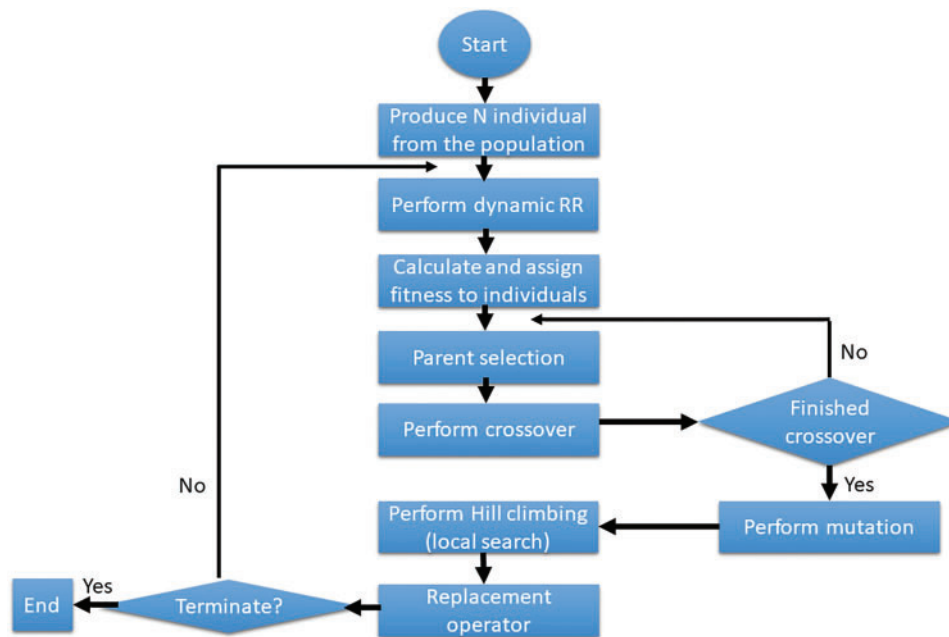 Start
Produce N individual
from the population
Perform dynamic RR
Calculate and assign
fitness to individuals
Parent selection
No
Perform crossover
Finished
crossover
Yes
No
Perform Hill climbing
(local search)
Perform mutation
End
Yes
Terminate?
Replacement
operator